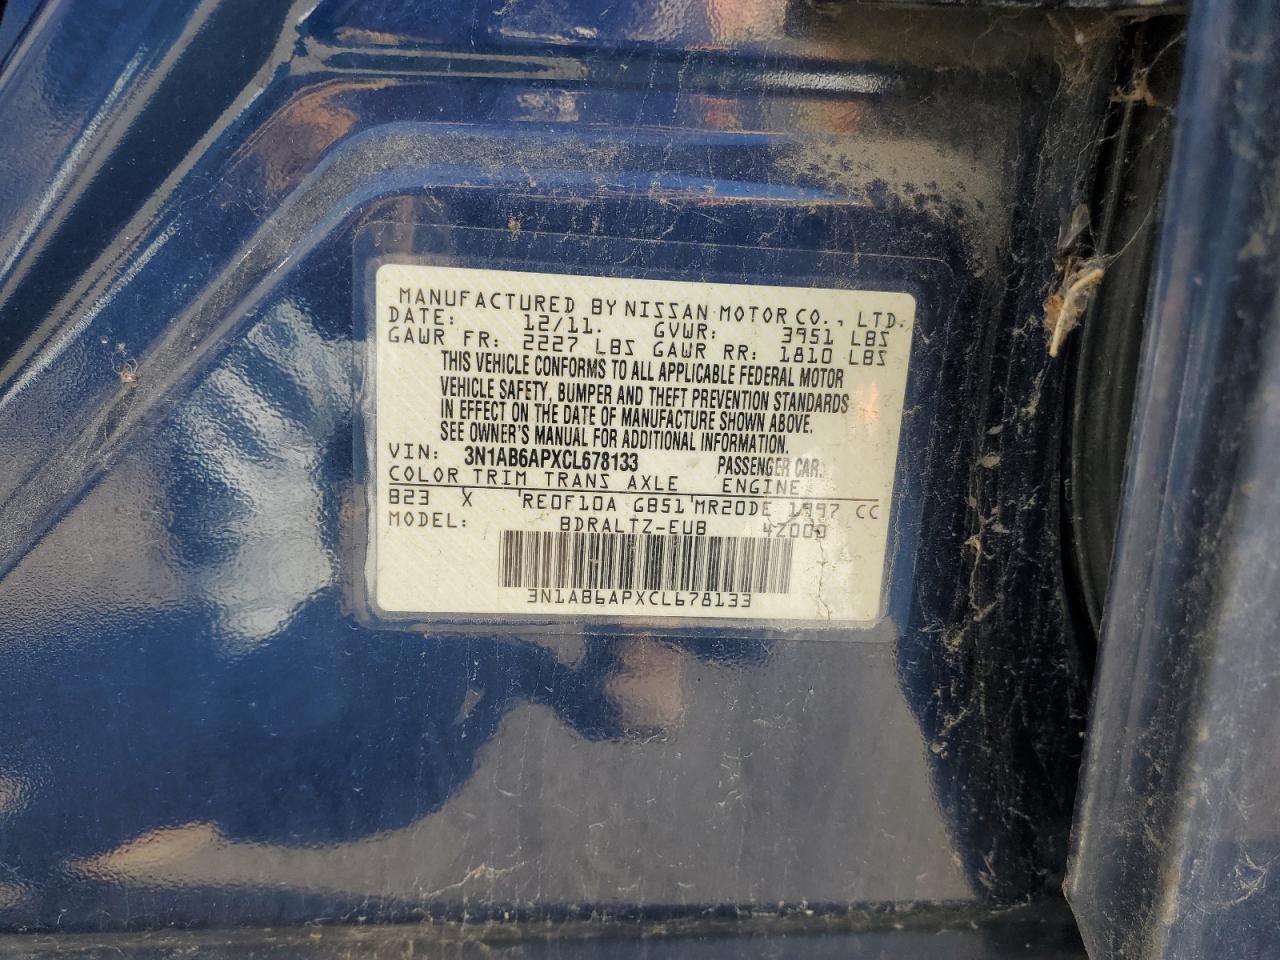 MANUFACTURED BY NISSAN MOTOR CO., LTD.
DATE: 12/11. GVWR: 3951 LBS
GAWR FR: 2227 LBS GAWR RR: 1810 LBS
THIS VEHICLE CONFORMS TO ALL APPLICABLE FEDERAL MOTOR
VEHICLE SAFETY, BUMPER AND THEFT PREVENTION STANDARDS
IN EFFECT ON THE DATE OF MANUFACTURE SHOWN ABOVE.
SEE OWNER'S MANUAL FOR ADDITIONAL INFORMATION.
VIN: 3N1AB6APXCL678133 PASSENGER CAR.
COLOR TRIM TRANS AXLE ENGINE
B23 X RE0F10A GB51 MR20DE 1997 CC
MODEL: BDRALTZ-EUB 4Z000
3N1AB6APXCL678133